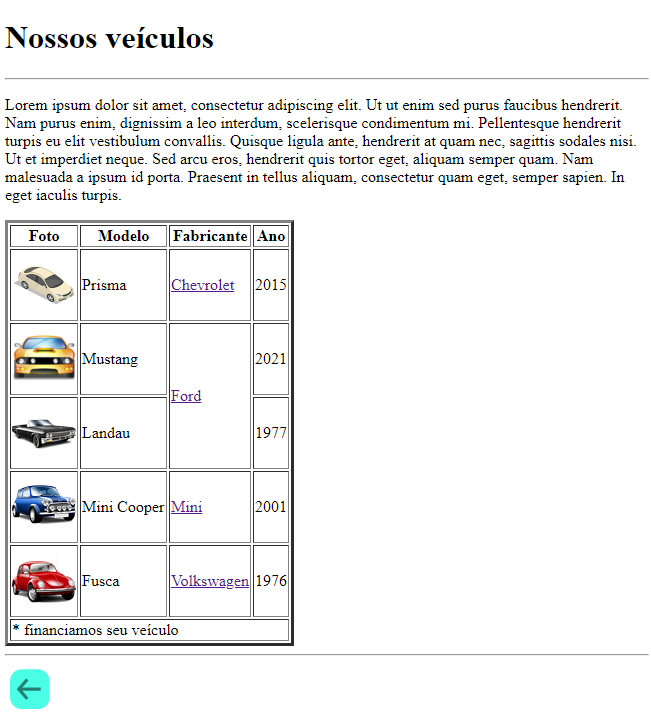 Nossos veículos
Lorem ipsum dolor sit amet, consectetur adipiscing elit. Ut ut enim sed purus faucibus hendrerit.
Nam purus enim, dignissim a leo interdum, scelerisque condimentum mi. Pellentesque hendrerit
turpis eu elit vestibulum convallis. Quisque ligula ante, hendrerit at quam nec, sagittis sodales nisi.
Ut et imperdiet neque. Sed arcu eros, hendrerit quis tortor eget, aliquam semper quam. Nam
malesuada a ipsum id porta. Praesent in tellus aliquam, consectetur quam eget, semper sapien. In
eget iaculis turpis.
Foto Modelo Fabricante Ano
Prisma Chevrolet 2015
Mustang 2021
Ford
Landau 1977
Mini Cooper Mini 2001
Fusca Volkswagen 1976
* financiamos seu veículo